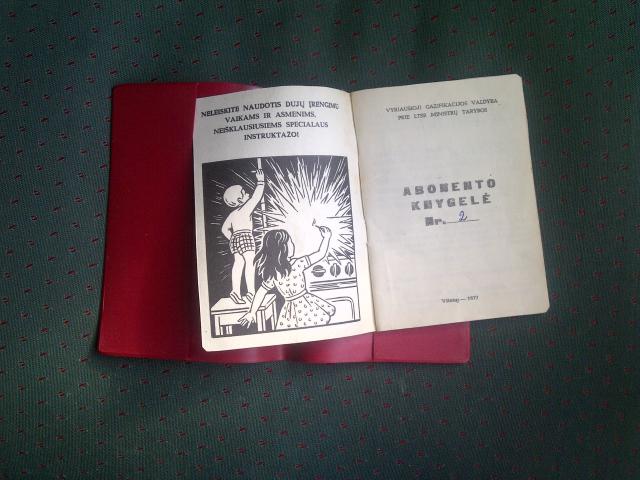 NELEISKITE NAUDOTIS DUJŲ ĮRENGIMU
VAIKAMS IR ASMENIMS,
NEIŠKLAUSIUSIEMS SPECIALAUS
INSTRUKTAŽO!
VYRIAUSIOJI GAZIFIKACIJOS VALDYBA
PRIE LTSR MINISTRŲ TARYBOS
ABONENTO
KNYGELĖ
Nr. 2
Vilnius — 1977